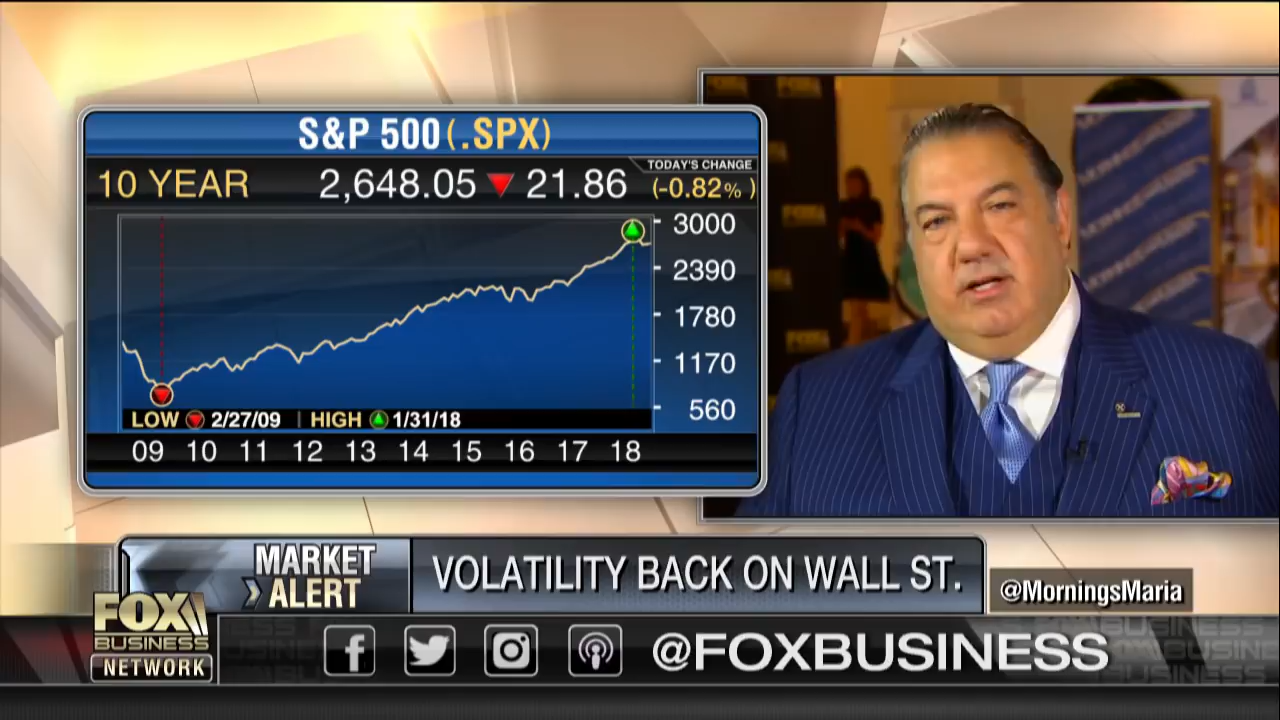 S&P 500 (.SPX)
TODAY'S CHANGE
10 YEAR 2,648.05 21.86 (-0.82%)
3000
2390
1780
1170
560
LOW 2/27/09 | HIGH 1/31/18
09 10 11 12 13 14 15 16 17 18
FOX
MARKET
ALERT
VOLATILITY BACK ON WALL ST.
@MorningsMaria
FOX
BUSINESS
NETWORK
@FOXBUSINESS
BUSINESS